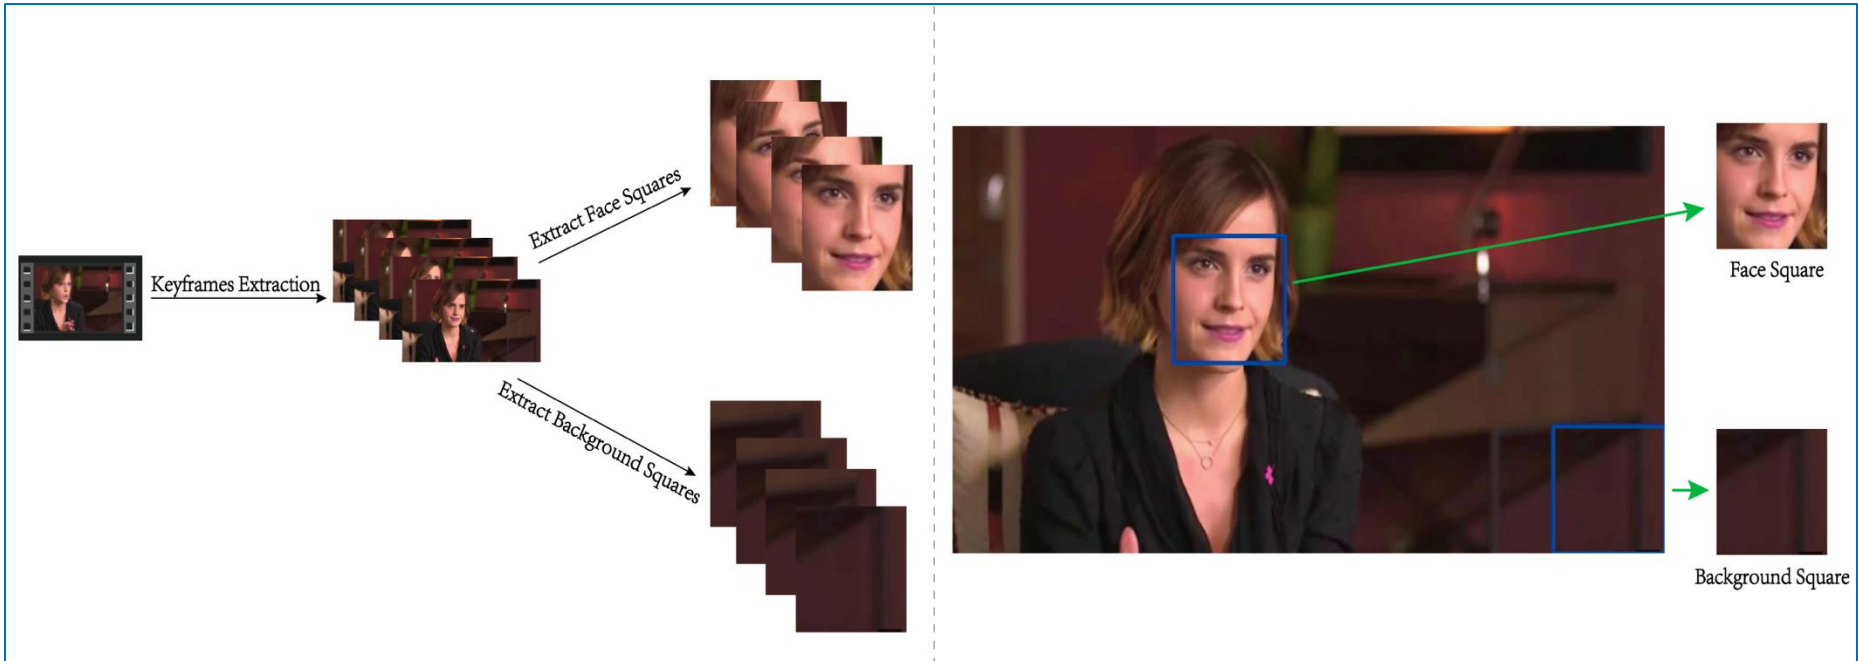 Keyframes Extraction
Extract Face Squares
Extract Background Squares
Face Square
Background Square